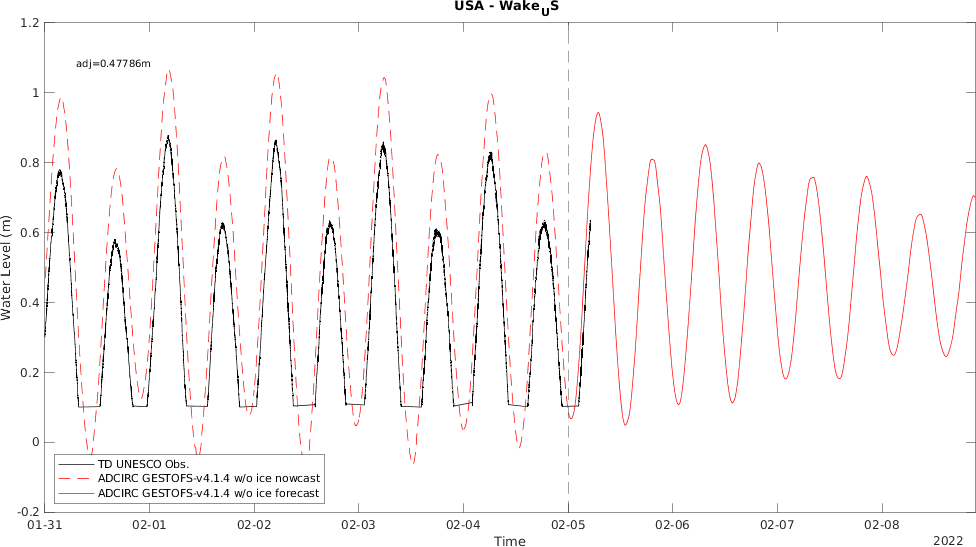 USA - Wake_US
adj=0.47786m
1.2
1
0.8
0.6
0.4
0.2
0
-0.2
Water Level (m)
TD UNESCO Obs.
ADCIRC GESTOFS-v4.1.4 w/o ice nowcast
ADCIRC GESTOFS-v4.1.4 w/o ice forecast
01-31 02-01 02-02 02-03 02-04 02-05 02-06 02-07 02-08
Time
2022